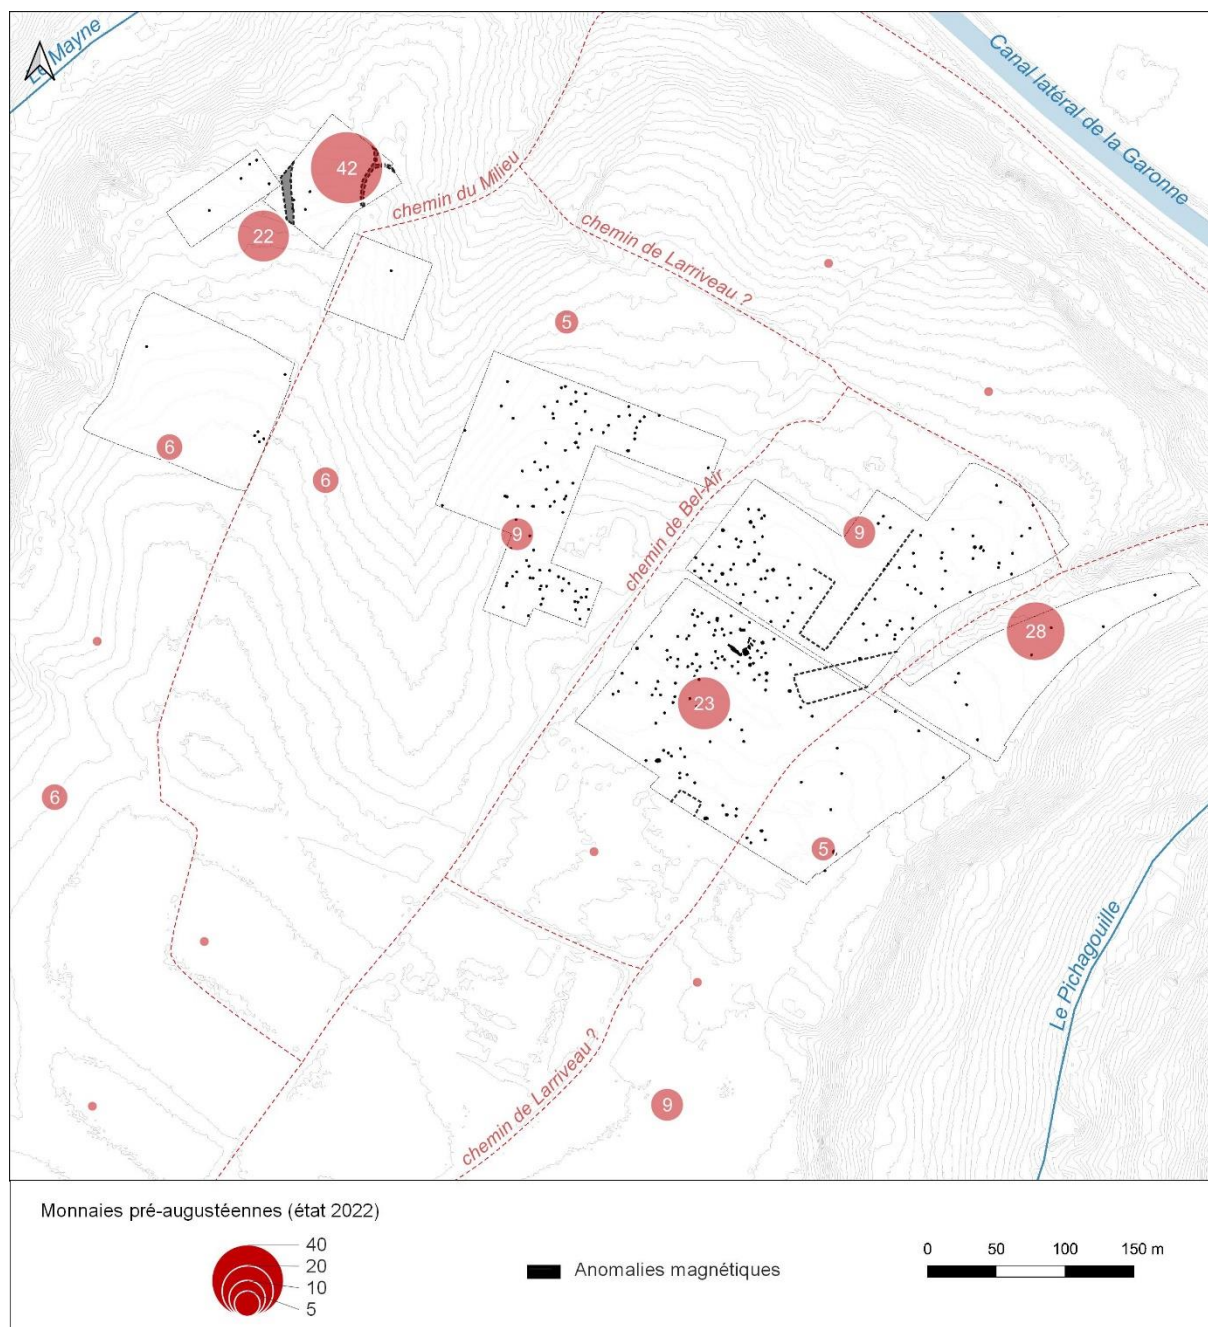 Le Mayne
Canal latéral de la Garonne
42
chemin du Milieu
22
chemin de Larriveau ?
5
6
6
chemin de Bel-Air
9
9
28
23
6
5
Le Pichagouille
chemin de Larriveau ?
9
Monnaies pré-augustéennes (état 2022)
40
20
10
5
Anomalies magnétiques
0 50 100 150 m